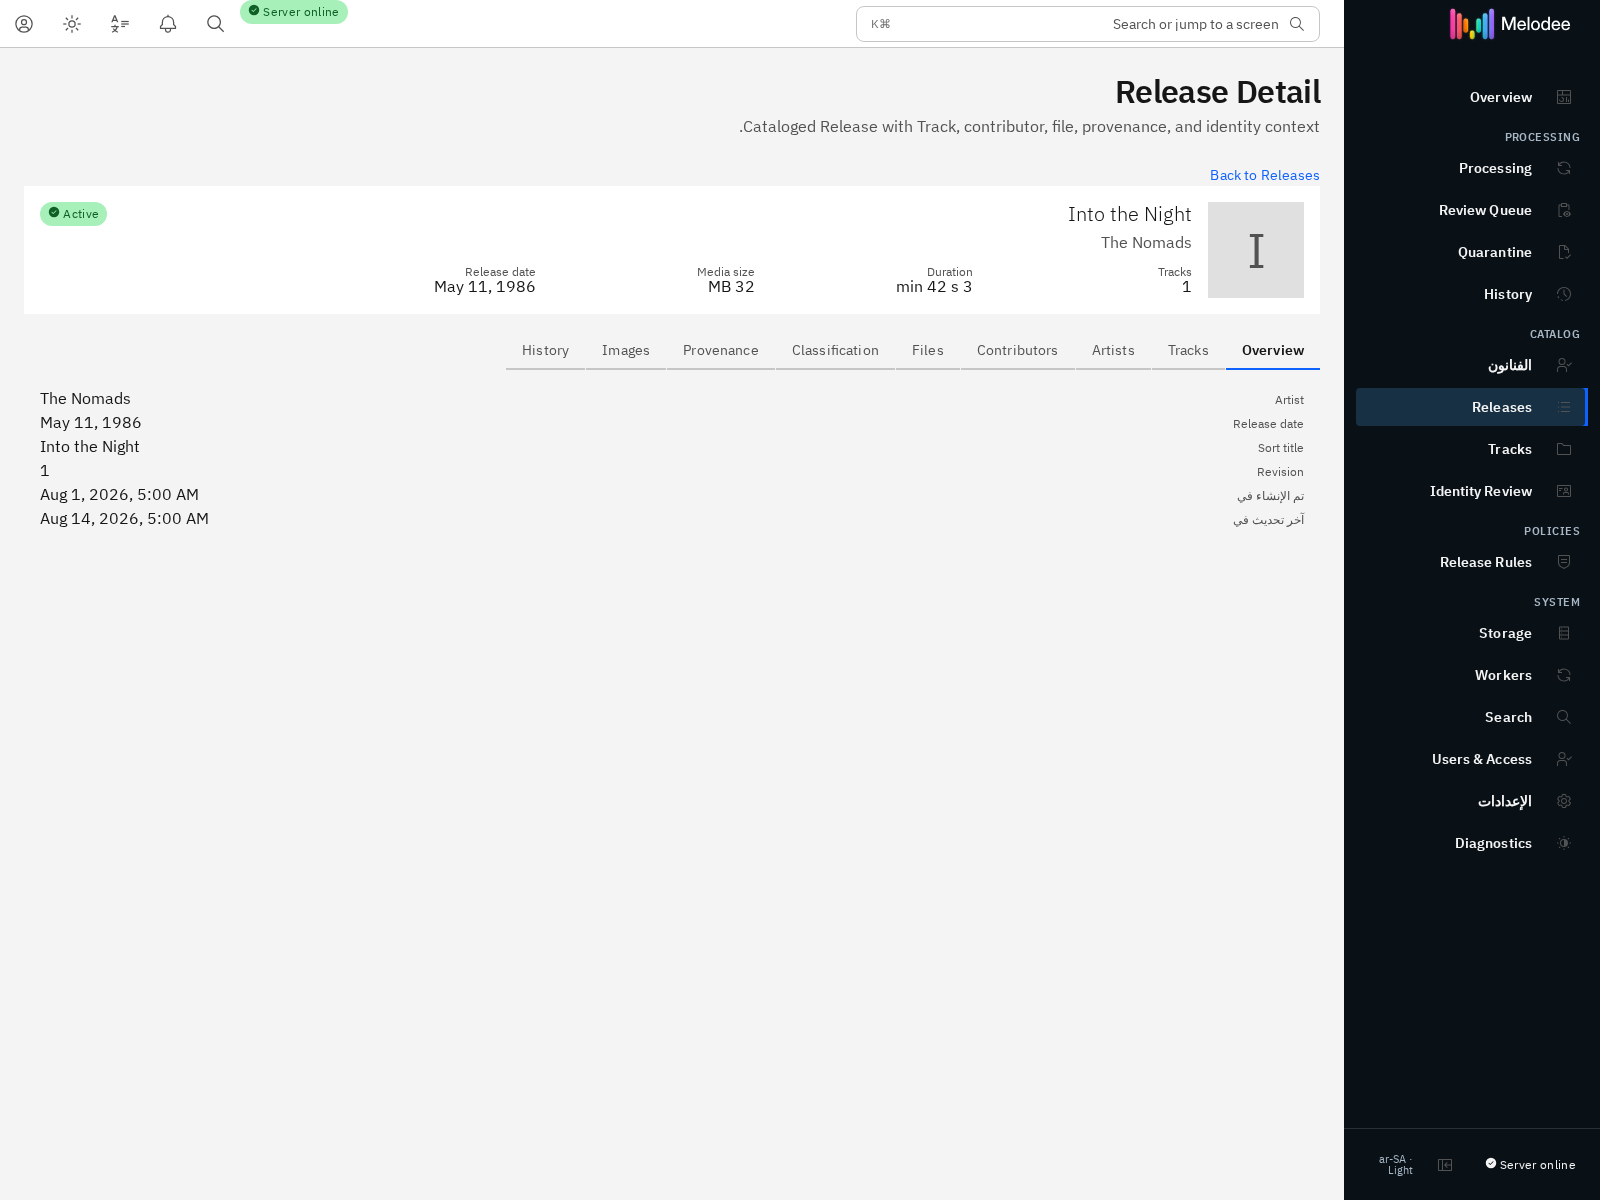 Melodee
Overview
PROCESSING
Processing
Review Queue
Quarantine
History
CATALOG
الفنانون
Releases
Tracks
Identity Review
POLICIES
Release Rules
SYSTEM
Storage
Workers
Search
Users & Access
الإعدادات
Diagnostics
Server online
ar-SA ·
Light
Search or jump to a screen
K⌘
Server online
Release Detail
.Cataloged Release with Track, contributor, file, provenance, and identity context
Back to Releases
I
Into the Night
The Nomads
Active
Tracks
1
Duration
min 42 s 3
Media size
MB 32
Release date
May 11, 1986
Overview
Tracks
Artists
Contributors
Files
Classification
Provenance
Images
History
Artist
The Nomads
Release date
May 11, 1986
Sort title
Into the Night
Revision
1
تم الإنشاء في
Aug 1, 2026, 5:00 AM
آخر تحديث في
Aug 14, 2026, 5:00 AM